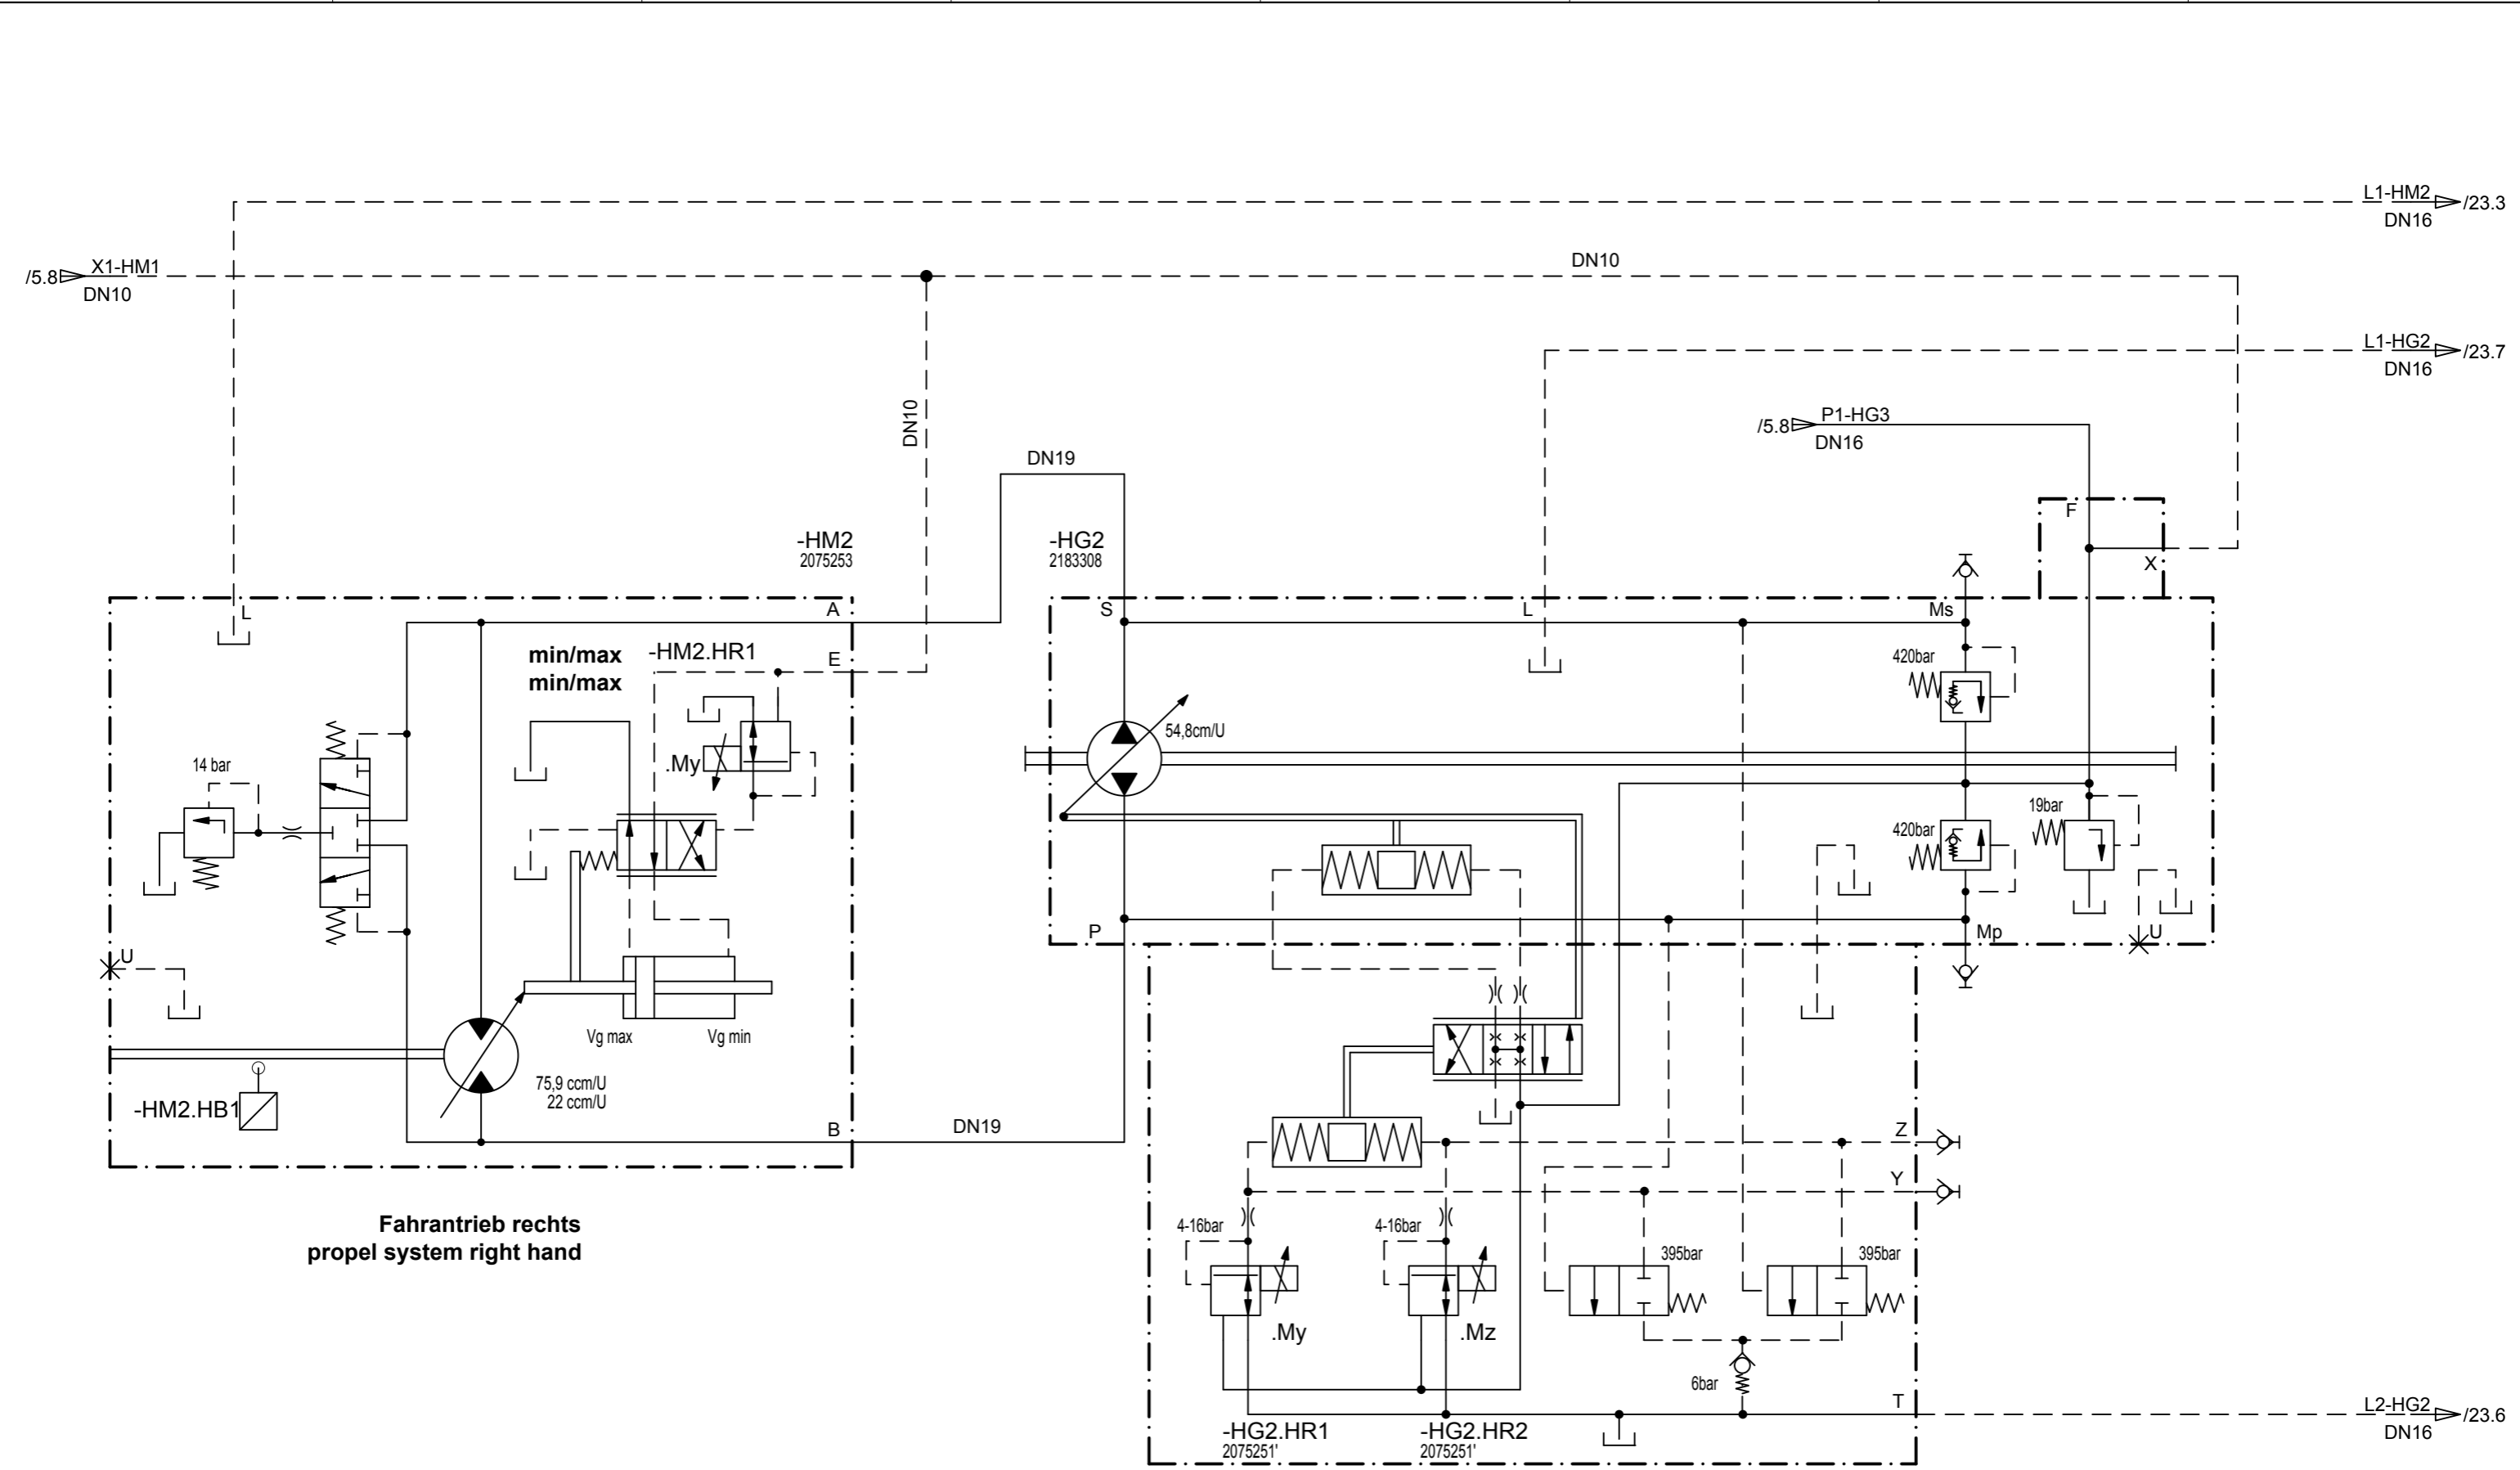 L1-HM2
/23.3
DN16
/5.8
X1-HM1
DN10
DN10
L1-HG2
/23.7
DN16
DN10
P1-HG3
/5.8
DN16
DN19
F
X
-HM2
2075253
-HG2
2183308
L
A
S
L
Ms
min/max
min/max
-HM2.HR1
E
420bar
54,8cm/U
.My
14 bar
19bar
420bar
P
Mp
U
U
Vg max
Vg min
75,9 ccm/U
22 ccm/U
-HM2.HB1
B
DN19
Z
Y
Fahrantrieb rechts
propel system right hand
4-16bar
4-16bar
395bar
395bar
.My
.Mz
6bar
T
L2-HG2
/23.6
DN16
-HG2.HR1
2075251'
-HG2.HR2
2075251'